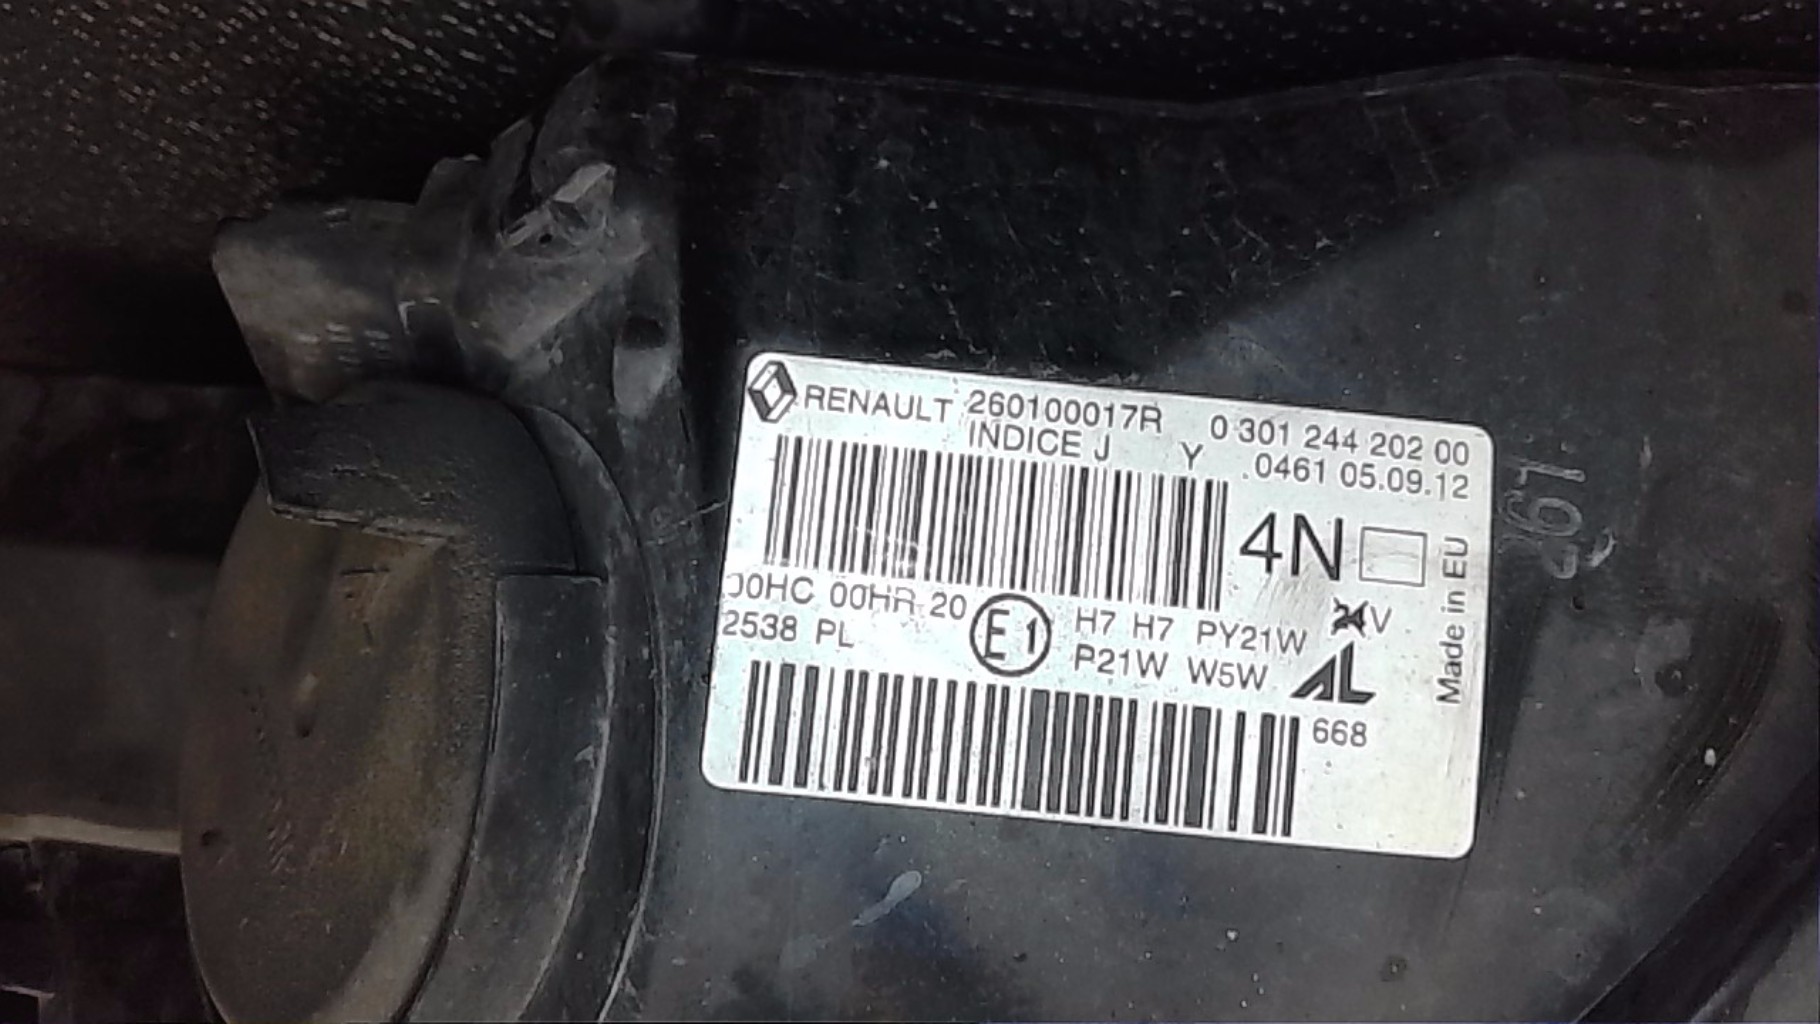 RENAULT 260100017R 0 301 244 202 00
INDICE J Y .0461 05.09.12
4N
Made in EU
00HC 00HR 20 E1 H7 H7 PY21W 24V
2538 PL P21W W5W AL
668